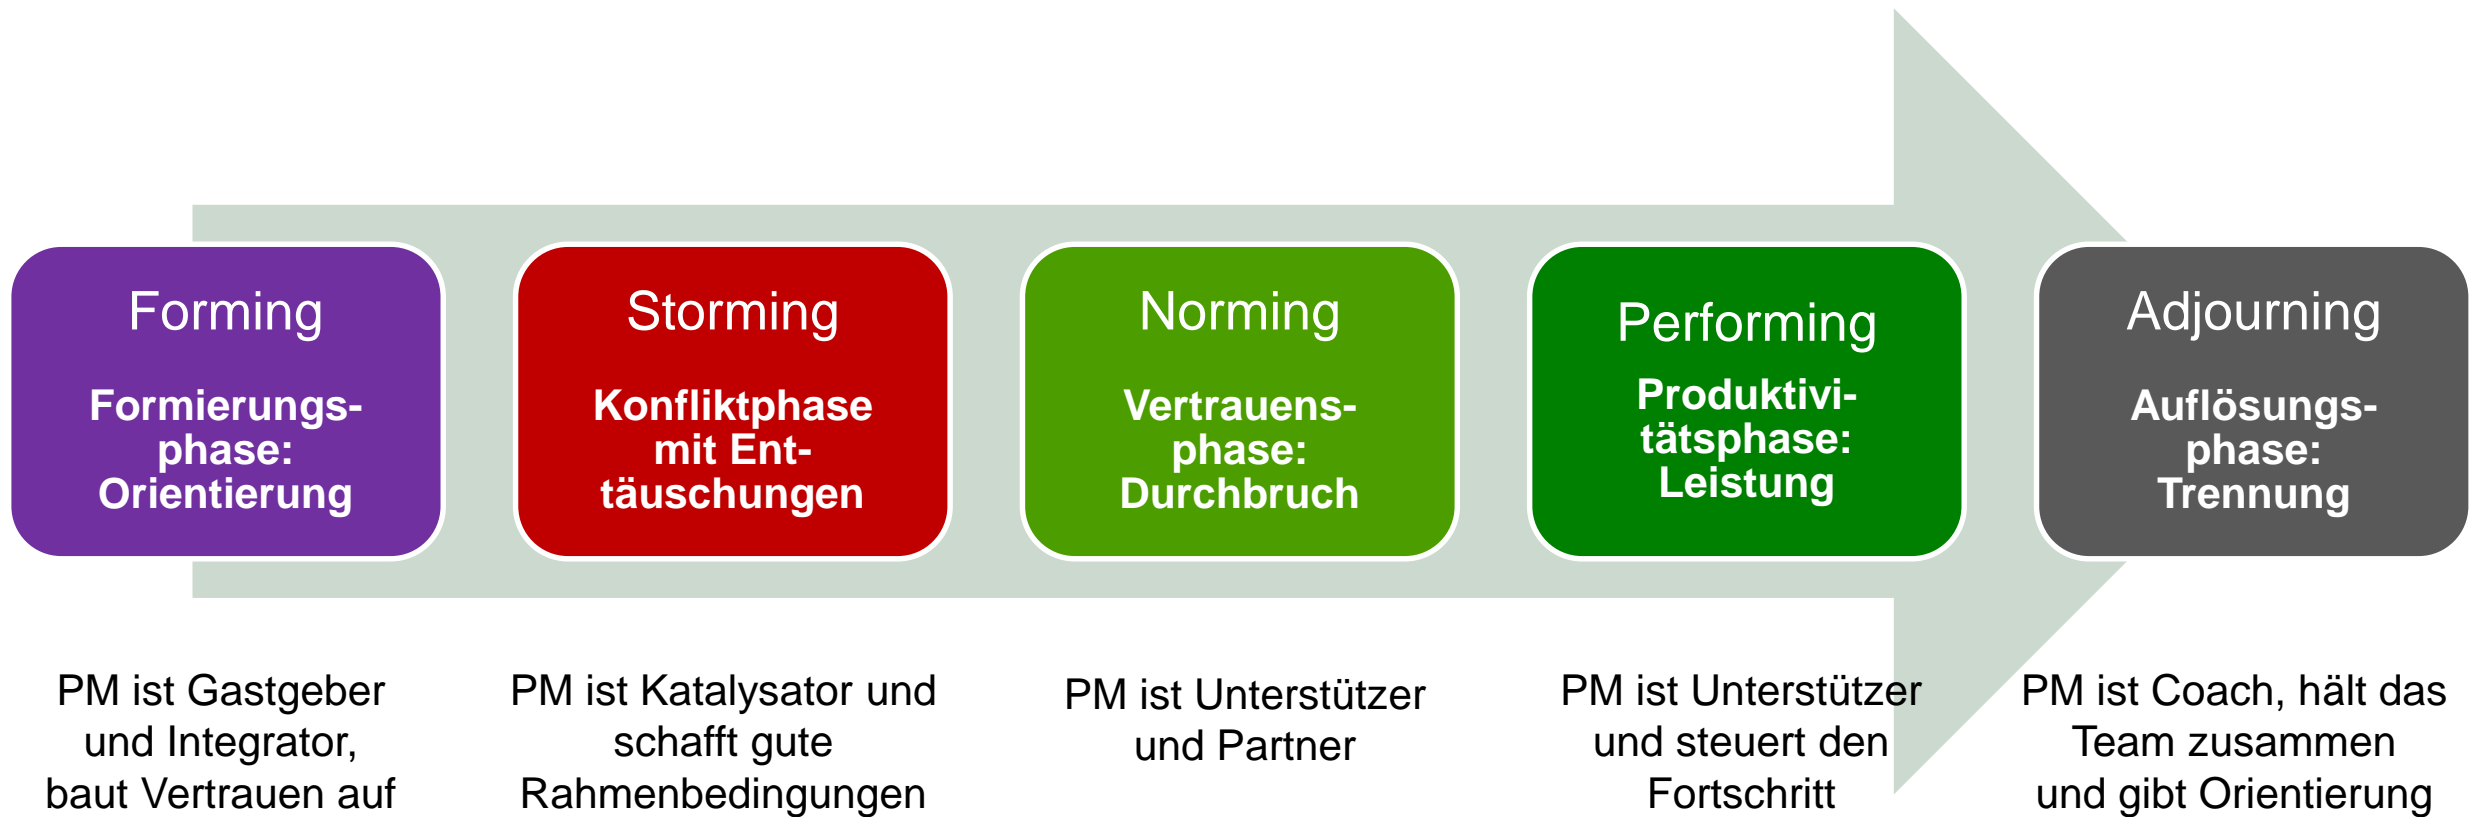 Forming
Formierungs-
phase:
Orientierung
Storming
Konfliktphase
mit Ent-
täuschungen
Norming
Vertrauens-
phase:
Durchbruch
Performing
Produktivi-
tätsphase:
Leistung
Adjourning
Auflösungs-
phase:
Trennung
PM ist Gastgeber
und Integrator,
baut Vertrauen auf
PM ist Katalysator und
schafft gute
Rahmenbedingungen
PM ist Unterstützer
und Partner
PM ist Unterstützer
und steuert den
Fortschritt
PM ist Coach, hält das
Team zusammen
und gibt Orientierung